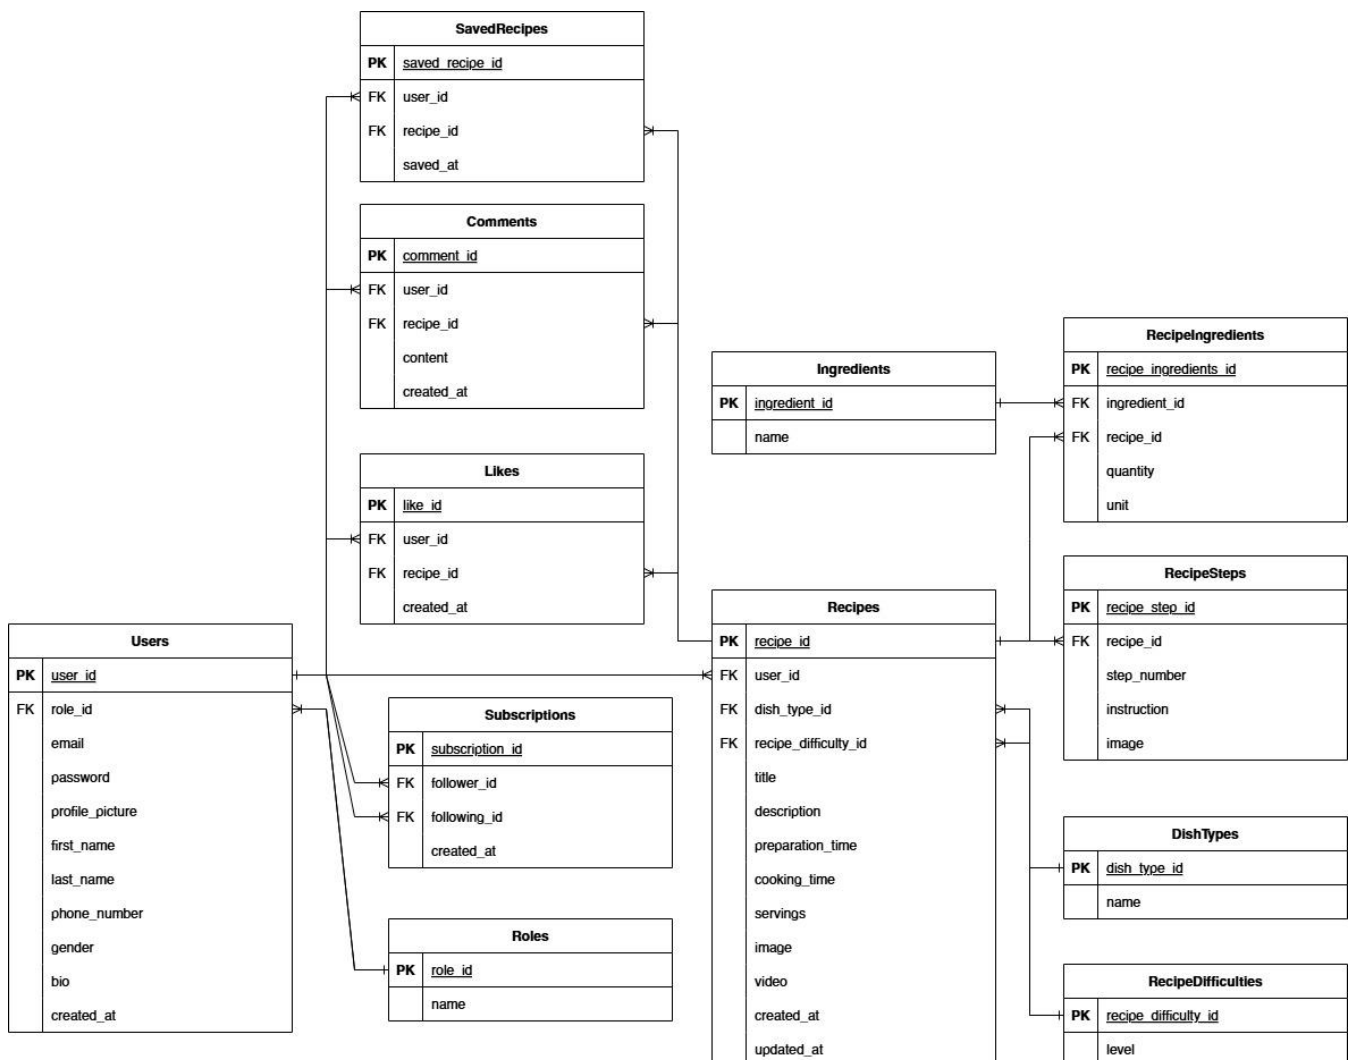 SavedRecipes
PK saved_recipe_id
FK user_id
FK recipe_id
saved_at
Comments
PK comment_id
FK user_id
FK recipe_id
content
created_at
Likes
PK like_id
FK user_id
FK recipe_id
created_at
Users
PK user_id
FK role_id
email
password
profile_picture
first_name
last_name
phone_number
gender
bio
created_at
Subscriptions
PK subscription_id
FK follower_id
FK following_id
created_at
Roles
PK role_id
name
Ingredients
PK ingredient_id
name
Recipes
PK recipe_id
FK user_id
FK dish_type_id
FK recipe_difficulty_id
title
description
preparation_time
cooking_time
servings
image
video
created_at
updated_at
RecipeIngredients
PK recipe_ingredients_id
FK ingredient_id
FK recipe_id
quantity
unit
RecipeSteps
PK recipe_step_id
FK recipe_id
step_number
instruction
image
DishTypes
PK dish_type_id
name
RecipeDifficulties
PK recipe_difficulty_id
level